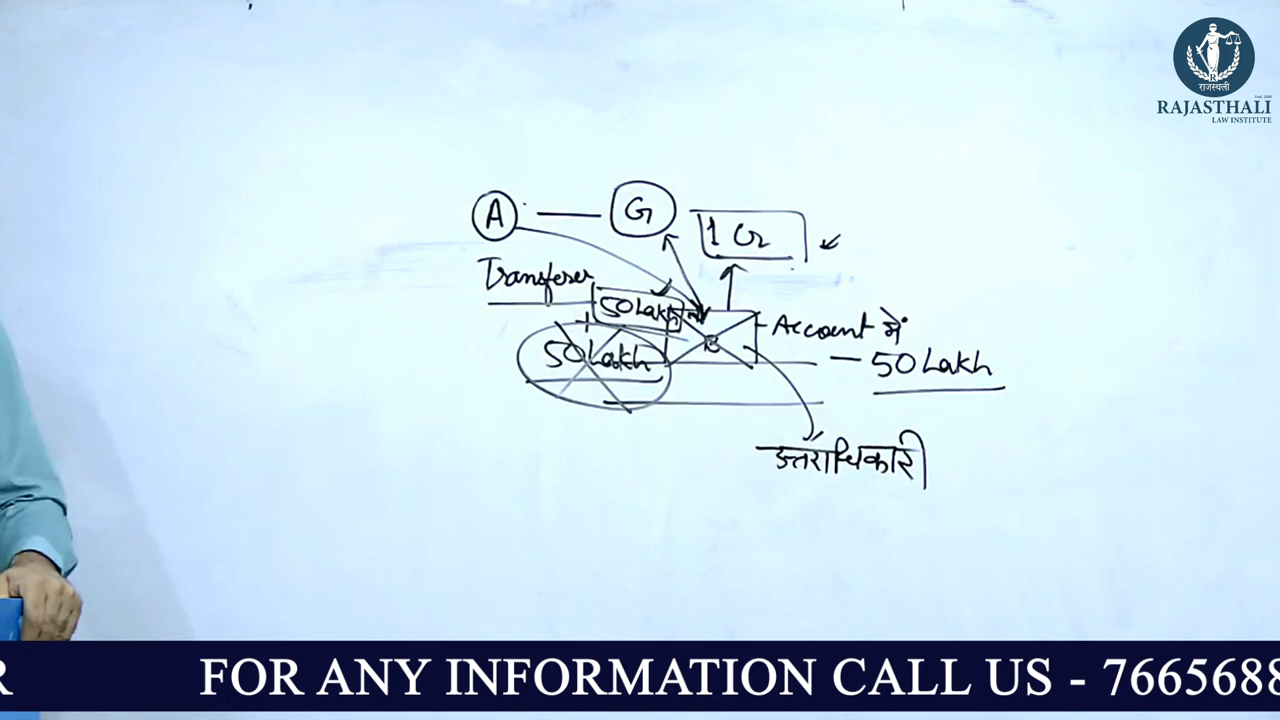 राजस्थली
RAJASTHALI
LAW INSTITUTE
A
G
1 Cr
Transferer
50 Lakh
50 Lakh
B
Account में
— 50 Lakh
उत्तराधिकारी
R
FOR ANY INFORMATION CALL US - 7665688